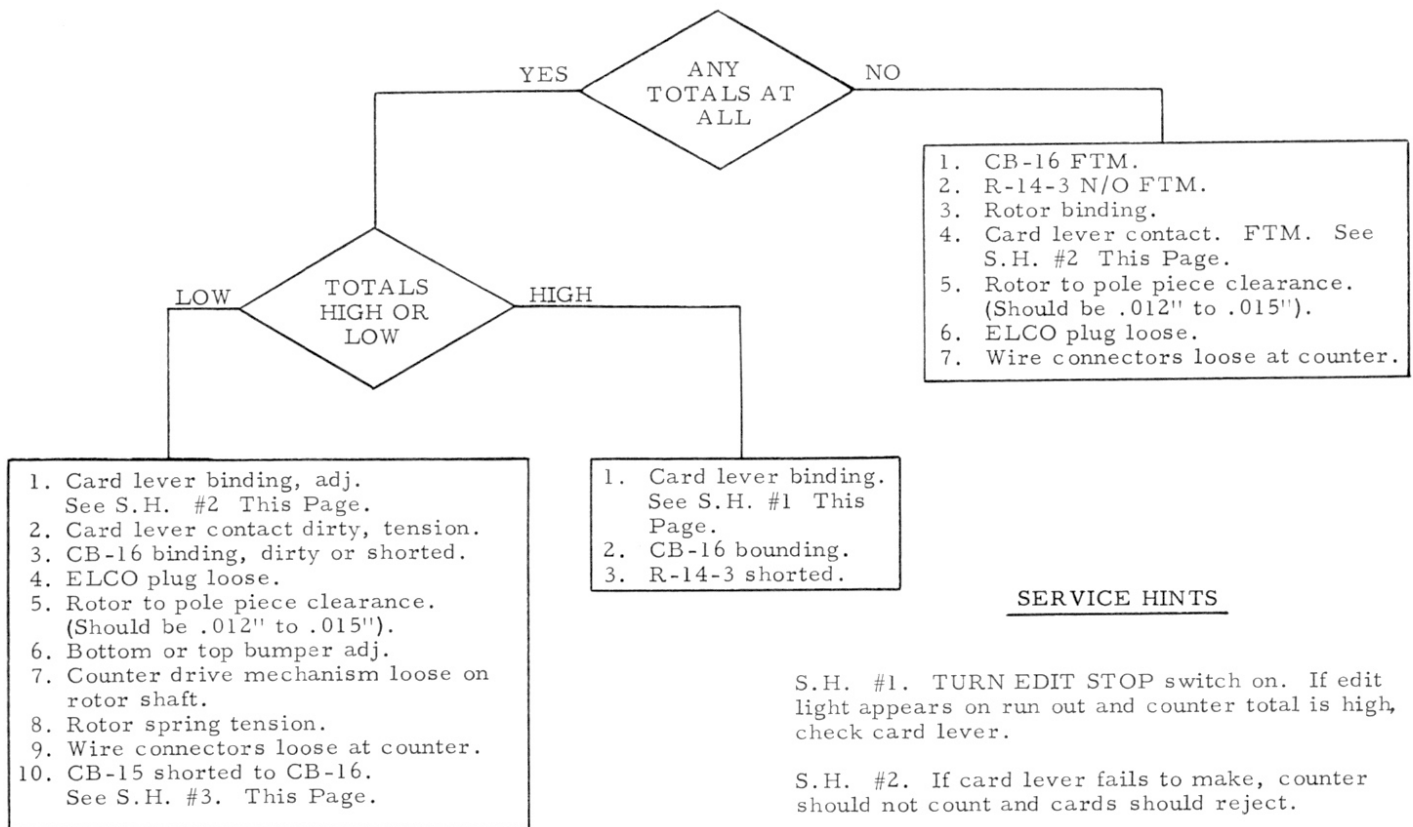 YES
ANY
TOTALS AT
ALL
NO
1. CB-16 FTM.
2. R-14-3 N/O FTM.
3. Rotor binding.
4. Card lever contact. FTM. See
S.H. #2 This Page.
5. Rotor to pole piece clearance.
(Should be .012" to .015").
6. ELCO plug loose.
7. Wire connectors loose at counter.
LOW
TOTALS
HIGH OR
LOW
HIGH
1. Card lever binding, adj.
See S.H. #2 This Page.
2. Card lever contact dirty, tension.
3. CB-16 binding, dirty or shorted.
4. ELCO plug loose.
5. Rotor to pole piece clearance.
(Should be .012" to .015").
6. Bottom or top bumper adj.
7. Counter drive mechanism loose on
rotor shaft.
8. Rotor spring tension.
9. Wire connectors loose at counter.
10. CB-15 shorted to CB-16.
See S.H. #3. This Page.
1. Card lever binding.
See S.H. #1 This
Page.
2. CB-16 bounding.
3. R-14-3 shorted.
SERVICE HINTS
S.H. #1. TURN EDIT STOP switch on. If edit
light appears on run out and counter total is high,
check card lever.
S.H. #2. If card lever fails to make, counter
should not count and cards should reject.